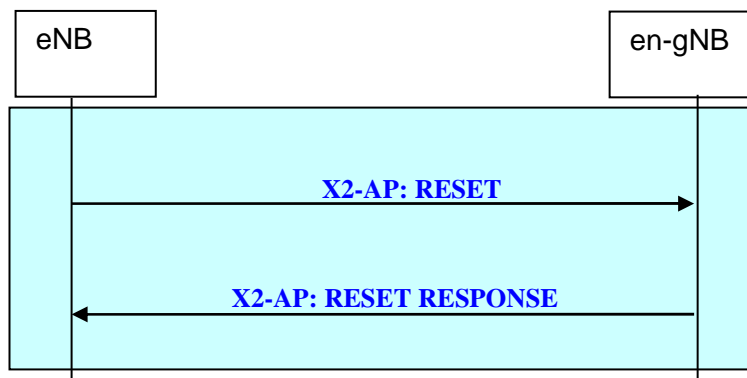 eNB
en-gNB
X2-AP: RESET
X2-AP: RESET RESPONSE